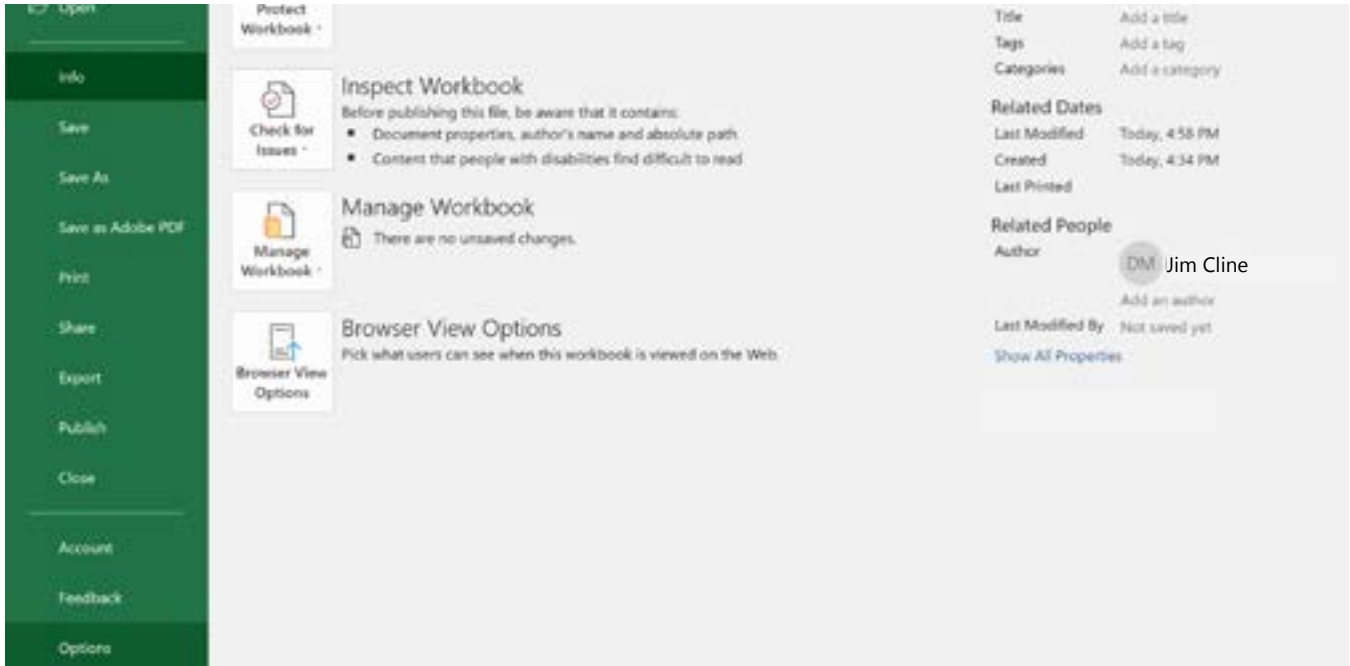 Open
Info
Save
Save As
Save as Adobe PDF
Print
Share
Export
Publish
Close
Account
Feedback
Options
Protect
Workbook
Check for
Issues
Inspect Workbook
Before publishing this file, be aware that it contains:
Document properties, author's name and absolute path
Content that people with disabilities find difficult to read
Manage
Workbook
Manage Workbook
There are no unsaved changes.
Browser View
Options
Browser View Options
Pick what users can see when this workbook is viewed on the Web.
Title Add a title
Tags Add a tag
Categories Add a category
Related Dates
Last Modified Today, 4:58 PM
Created Today, 4:34 PM
Last Printed
Related People
Author
DM Jim Cline
Add an author
Last Modified By Not saved yet
Show All Properties